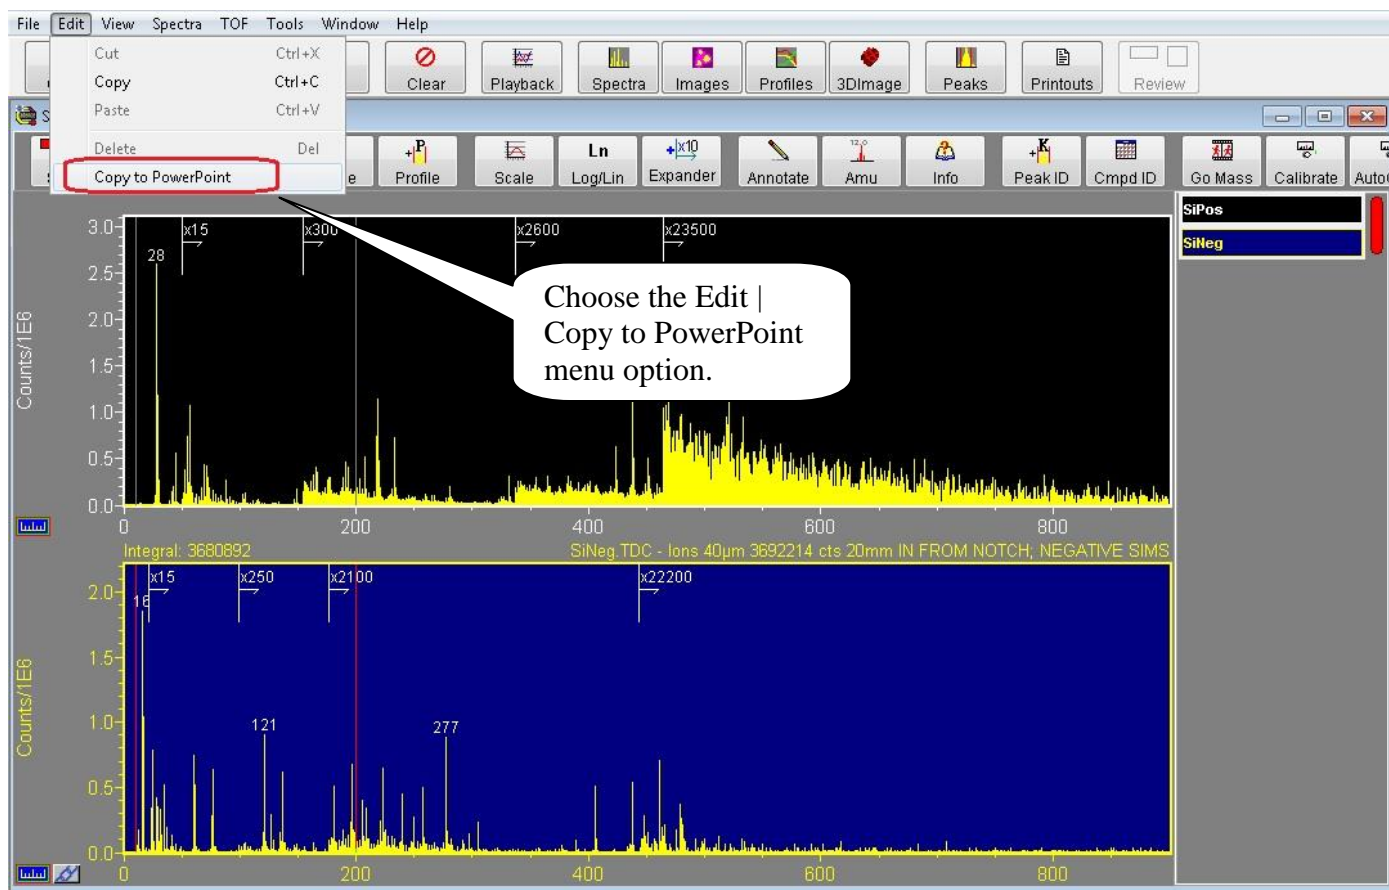 File Edit View Spectra TOF Tools Window Help
Cut Ctrl+X
Copy Ctrl+C
Paste Ctrl+V
Delete Del
Copy to PowerPoint
Clear Playback Spectra Images Profiles 3DImage Peaks Printouts Review
+P Ln +|x10 12.0 +K
Profile Scale Log/Lin Expander Annotate Amu Info Peak ID Cmpd ID Go Mass Calibrate
SiPos
SiNeg
Choose the Edit |
Copy to PowerPoint
menu option.
x15 x300 x2600 x23500
28
3.0
2.5
2.0
1.5
1.0
0.5
0.0
Counts/1E6
0 200 400 600 800
Integral: 3680892 SiNeg.TDC - Ions 40µm 3692214 cts 20mm IN FROM NOTCH; NEGATIVE SIMS
x15 x250 x2100 x22200
16
121
277
2.0
1.5
1.0
0.5
0.0
Counts/1E6
0 200 400 600 800